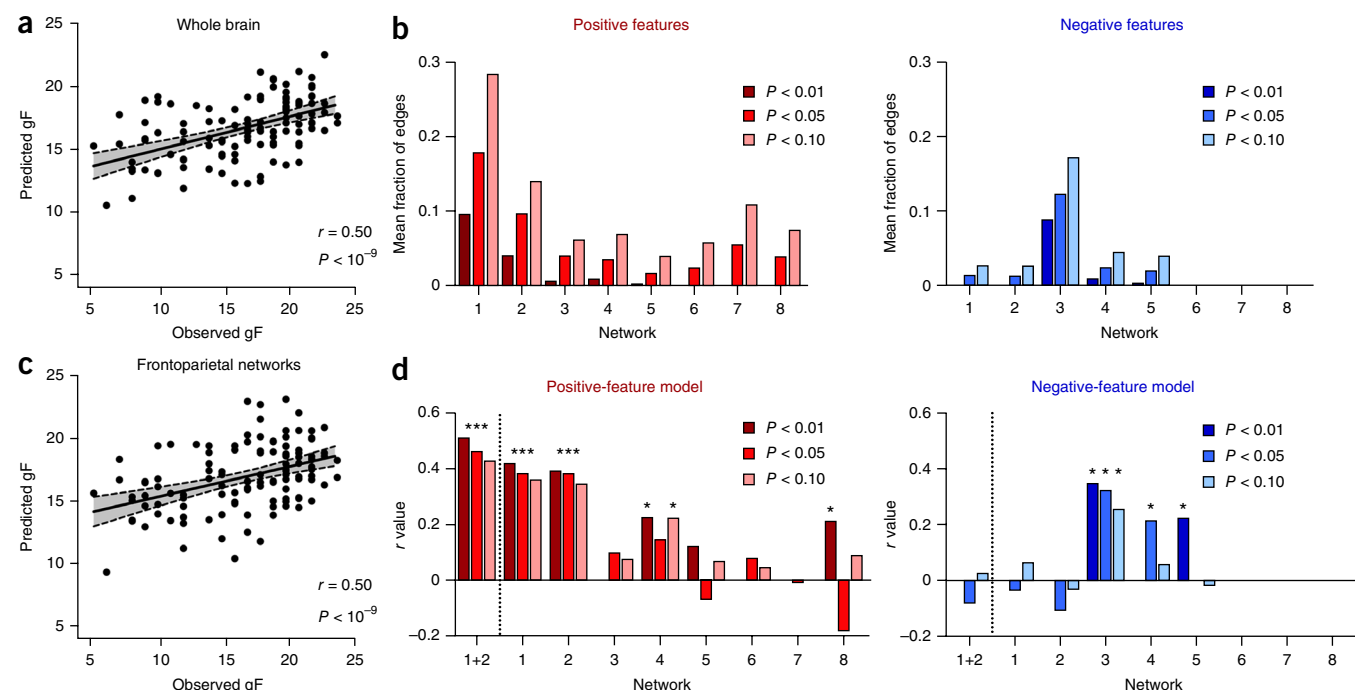 a
Whole brain
25
20
15
10
5
Predicted gF
5
10
15
20
25
Observed gF
r = 0.50
P < 10⁻⁹
b
Positive features
0.3
0.2
0.1
0
Mean fraction of edges
P < 0.01
P < 0.05
P < 0.10
1 2 3 4 5 6 7 8
Network
Negative features
0.3
0.2
0.1
0
Mean fraction of edges
P < 0.01
P < 0.05
P < 0.10
1 2 3 4 5 6 7 8
Network
c
Frontoparietal networks
25
20
15
10
5
Predicted gF
5
10
15
20
25
Observed gF
r = 0.50
P < 10⁻⁹
d
Positive-feature model
0.6
0.4
0.2
0
–0.2
r value
P < 0.01
P < 0.05
P < 0.10
*** *** *** * * *
1+2 1 2 3 4 5 6 7 8
Network
Negative-feature model
0.6
0.4
0.2
0
–0.2
r value
P < 0.01
P < 0.05
P < 0.10
* * * * *
1+2 1 2 3 4 5 6 7 8
Network